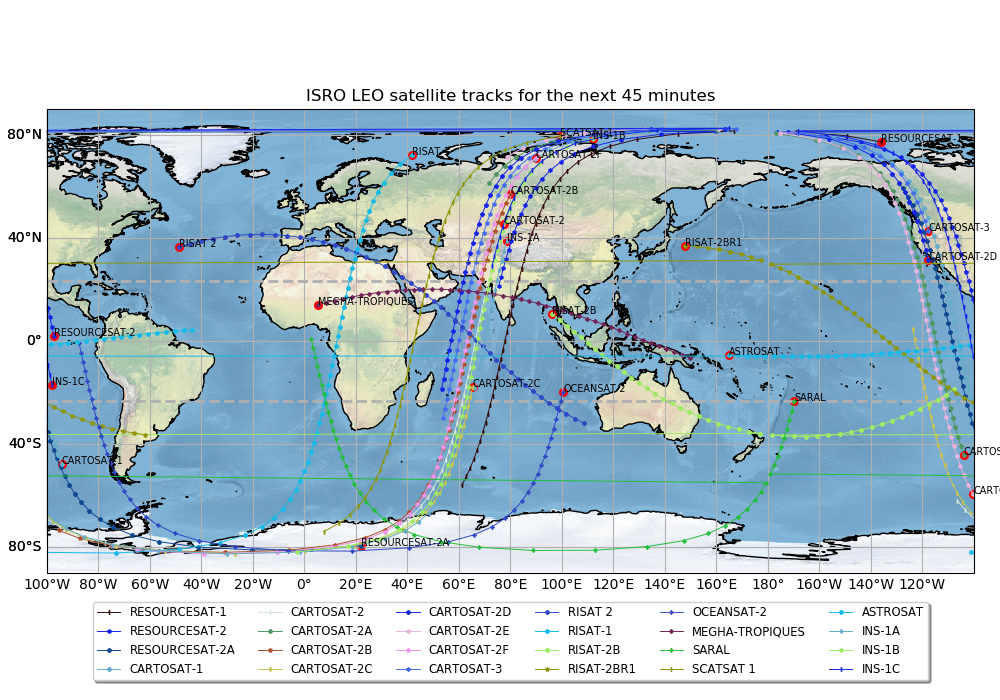 ISRO LEO satellite tracks for the next 45 minutes
80°N
SCATSAT 1
INS-1B
RESOURCESAT-1
RISAT-1
CARTOSAT-2F
CARTOSAT-2B
40°N
RISAT 2
CARTOSAT-2
CARTOSAT-3
INS-1A
RISAT-2BR1
CARTOSAT-2D
MEGHA-TROPIQUES
RISAT-2B
0°
RESOURCESAT-2
ASTROSAT
INS-1C
CARTOSAT-2C
OCEANSAT-2
SARAL
40°S
CARTOS
CARTOSAT-1
CARTO
80°S
RESOURCESAT-2A
100°W 80°W 60°W 40°W 20°W 0° 20°E 40°E 60°E 80°E 100°E 120°E 140°E 160°E 180° 160°W 140°W 120°W
RESOURCESAT-1 CARTOSAT-2 CARTOSAT-2D RISAT 2 OCEANSAT-2 ASTROSAT
RESOURCESAT-2 CARTOSAT-2A CARTOSAT-2E RISAT-1 MEGHA-TROPIQUES INS-1A
RESOURCESAT-2A CARTOSAT-2B CARTOSAT-2F RISAT-2B SARAL INS-1B
CARTOSAT-1 CARTOSAT-2C CARTOSAT-3 RISAT-2BR1 SCATSAT 1 INS-1C